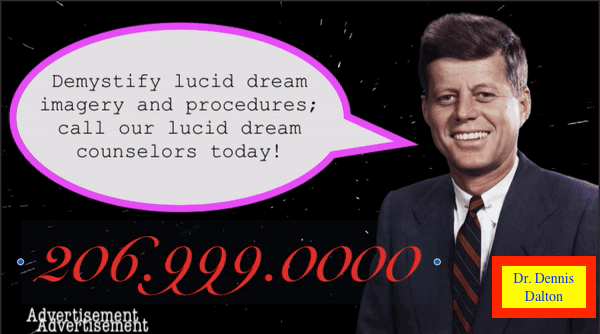 Demystify lucid dream
imagery and procedures;
call our lucid dream
counselors today!
206.999.0000
Dr. Dennis
Dalton
Advertisement
Advertisement